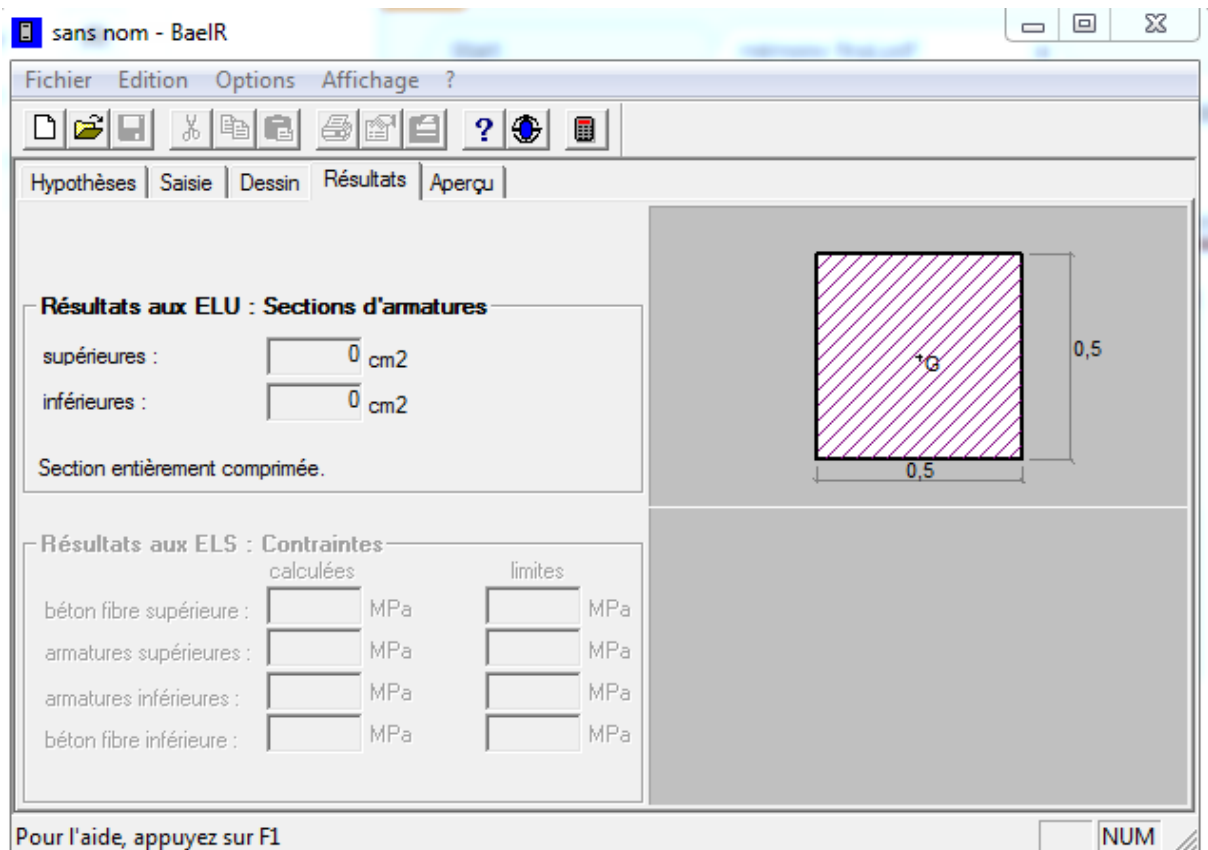 sans nom - BaelR
Fichier Edition Options Affichage ?
Hypothèses Saisie Dessin Résultats Aperçu
Résultats aux ELU : Sections d'armatures
supérieures : 0 cm2
inférieures : 0 cm2
Section entièrement comprimée.
G
0,5
0,5
Résultats aux ELS : Contraintes
calculées limites
béton fibre supérieure : MPa MPa
armatures supérieures : MPa MPa
armatures inférieures : MPa MPa
béton fibre inférieure : MPa MPa
Pour l'aide, appuyez sur F1 NUM